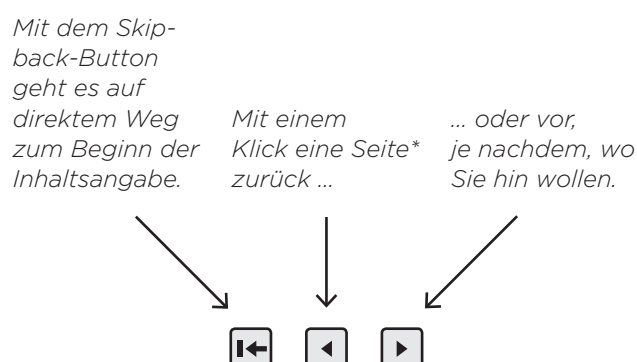 Mit dem Skip-
back-Button
geht es auf
direktem Weg
zum Beginn der
Inhaltsangabe.
Mit einem
Klick eine Seite*
zurück ...
... oder vor,
je nachdem, wo
Sie hin wollen.